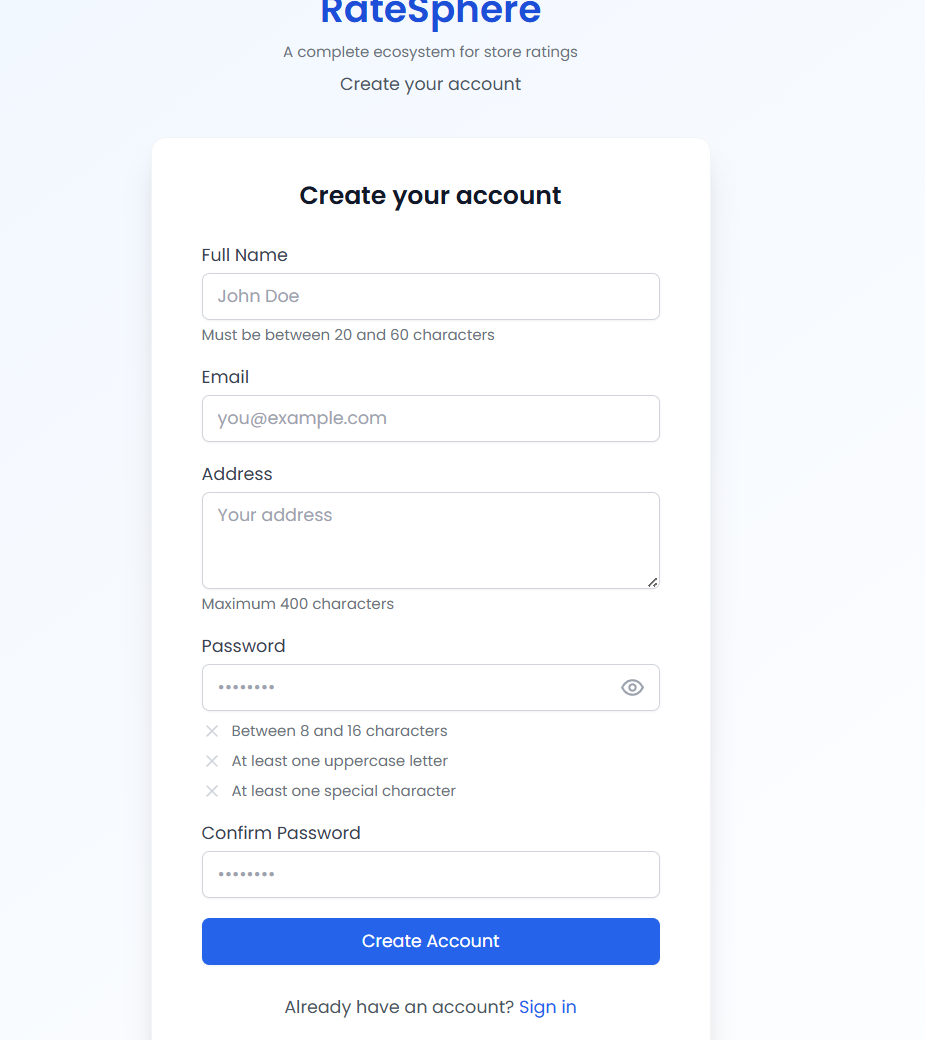 RateSphere
A complete ecosystem for store ratings
Create your account
Create your account
Full Name
John Doe
Must be between 20 and 60 characters
Email
you@example.com
Address
Your address
Maximum 400 characters
Password
••••••••
Between 8 and 16 characters
At least one uppercase letter
At least one special character
Confirm Password
••••••••
Create Account
Already have an account? Sign in